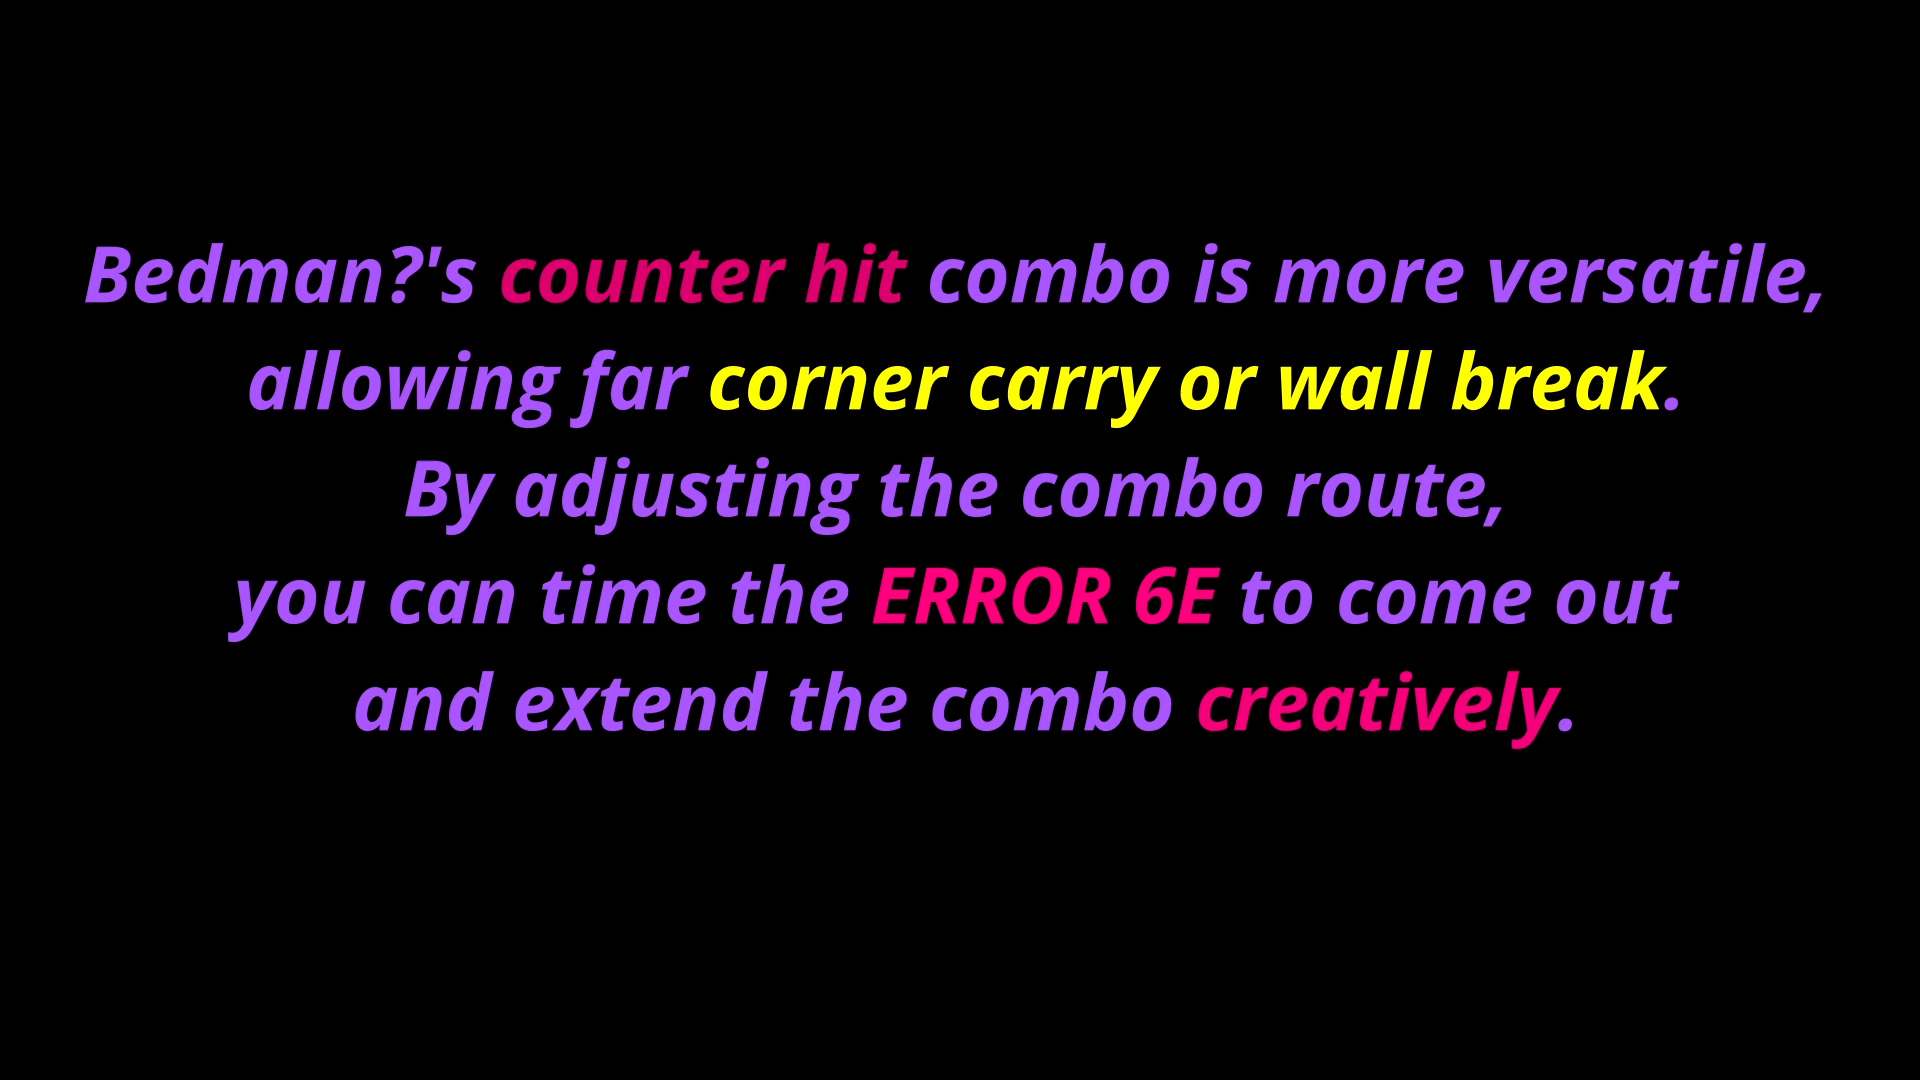 Bedman?'s counter hit combo is more versatile,
allowing far corner carry or wall break.
By adjusting the combo route,
you can time the ERROR 6E to come out
and extend the combo creatively.